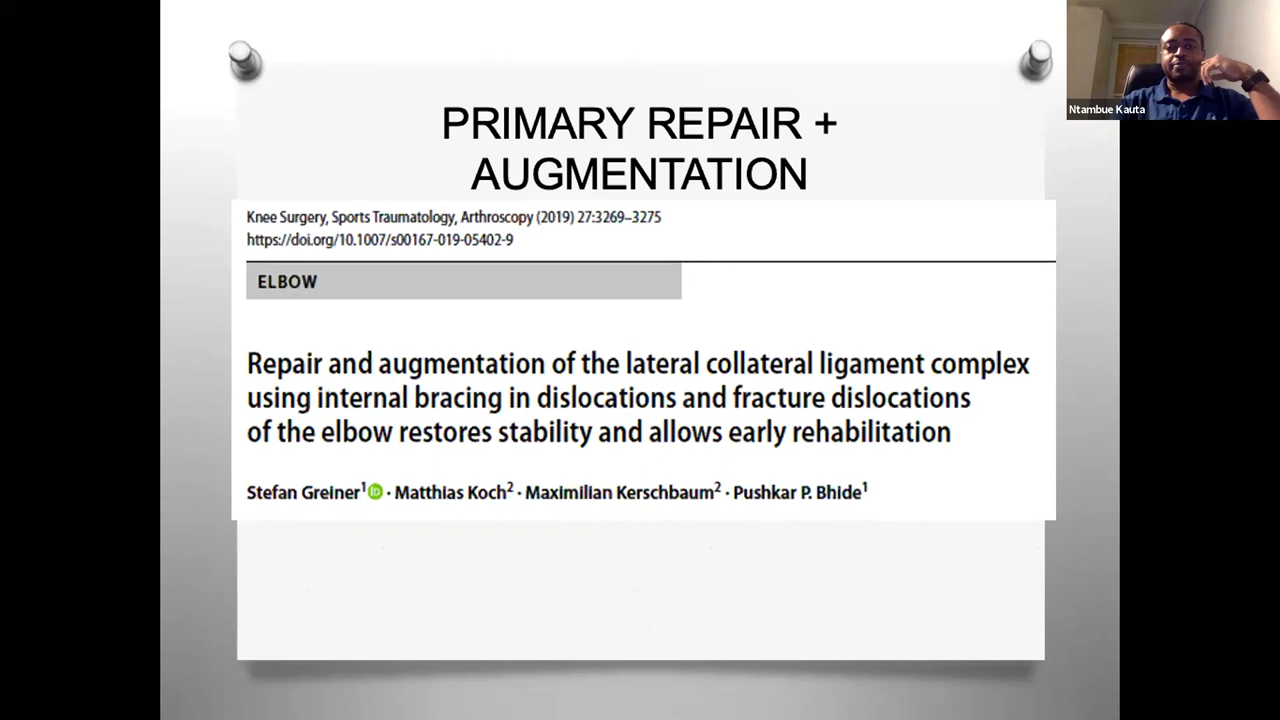 PRIMARY REPAIR +
AUGMENTATION
Knee Surgery, Sports Traumatology, Arthroscopy (2019) 27:3269–3275
https://doi.org/10.1007/s00167-019-05402-9
ELBOW
Repair and augmentation of the lateral collateral ligament complex
using internal bracing in dislocations and fracture dislocations
of the elbow restores stability and allows early rehabilitation
Stefan Greiner1 iD · Matthias Koch2 · Maximilian Kerschbaum2 · Pushkar P. Bhide1
Ntambue Kauta